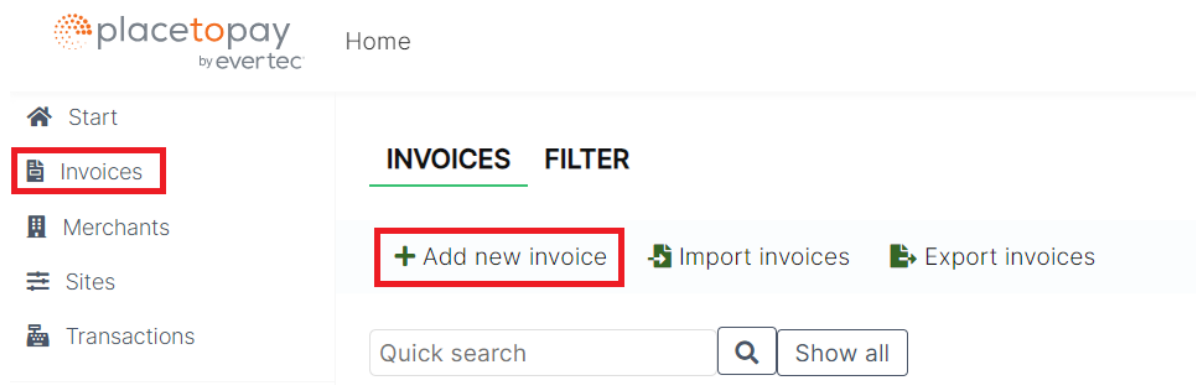 placetopay
by evertec
Home
Start
Invoices
Merchants
Sites
Transactions
INVOICES FILTER
Add new invoice Import invoices Export invoices
Quick search Show all